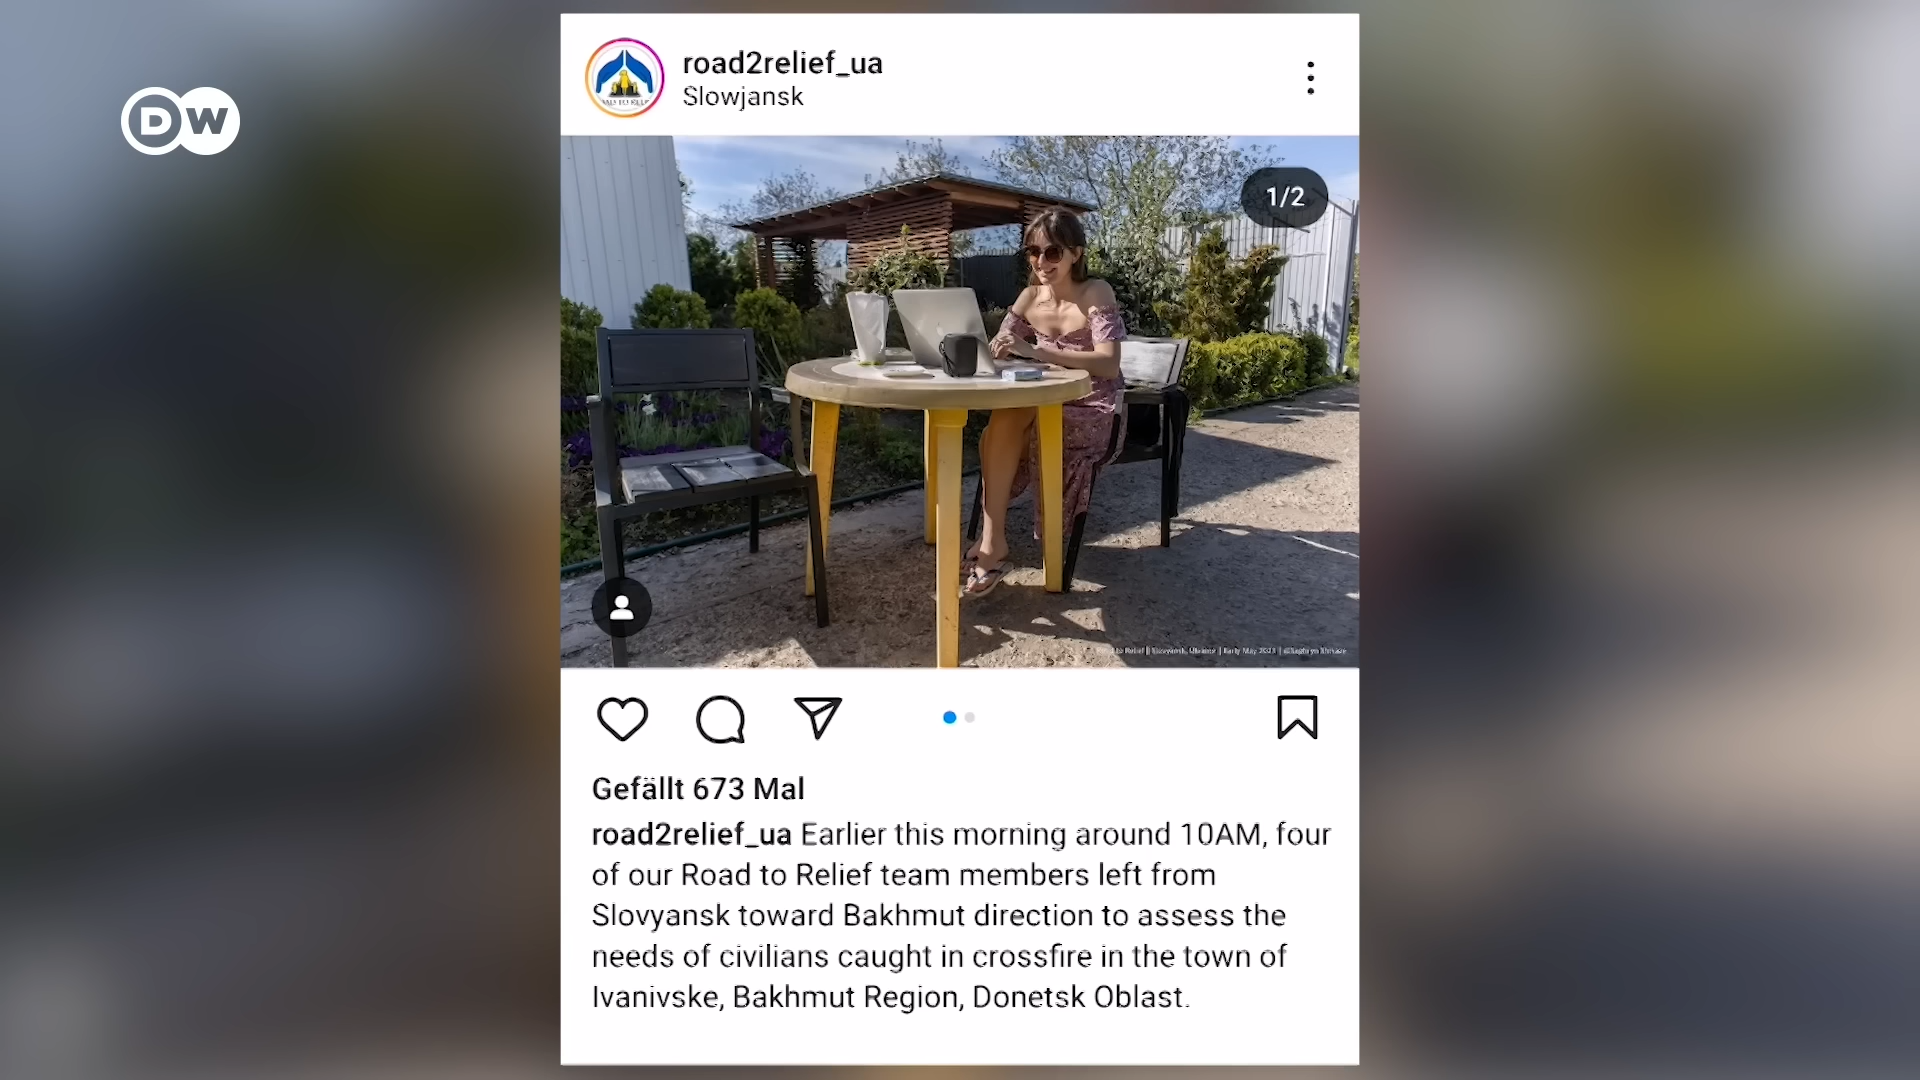 DW
road2relief_ua
Slowjansk
1/2
Gefällt 673 Mal
road2relief_ua Earlier this morning around 10AM, four
of our Road to Relief team members left from
Slovyansk toward Bakhmut direction to assess the
needs of civilians caught in crossfire in the town of
Ivanivske, Bakhmut Region, Donetsk Oblast.